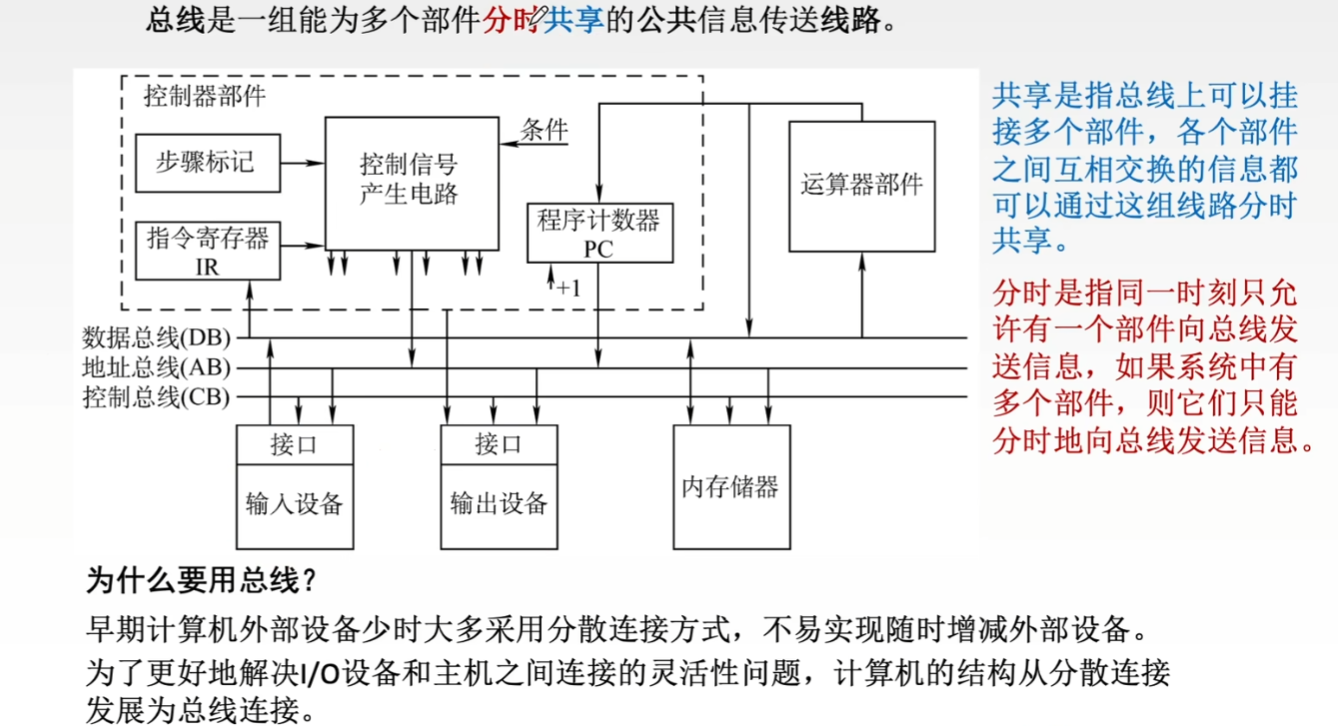 总线是一组能为多个部件分时共享的公共信息传送线路。
控制器部件
步骤标记
指令寄存器
IR
控制信号
产生电路
条件
程序计数器
PC
+1
运算器部件
数据总线(DB)
地址总线(AB)
控制总线(CB)
接口
输入设备
接口
输出设备
内存储器
共享是指总线上可以挂
接多个部件，各个部件
之间互相交换的信息都
可以通过这组线路分时
共享。
分时是指同一时刻只允
许有一个部件向总线发
送信息，如果系统中有
多个部件，则它们只能
分时地向总线发送信息。
为什么要用总线？
早期计算机外部设备少时大多采用分散连接方式，不易实现随时增减外部设备。
为了更好地解决I/O设备和主机之间连接的灵活性问题，计算机的结构从分散连接
发展为总线连接。